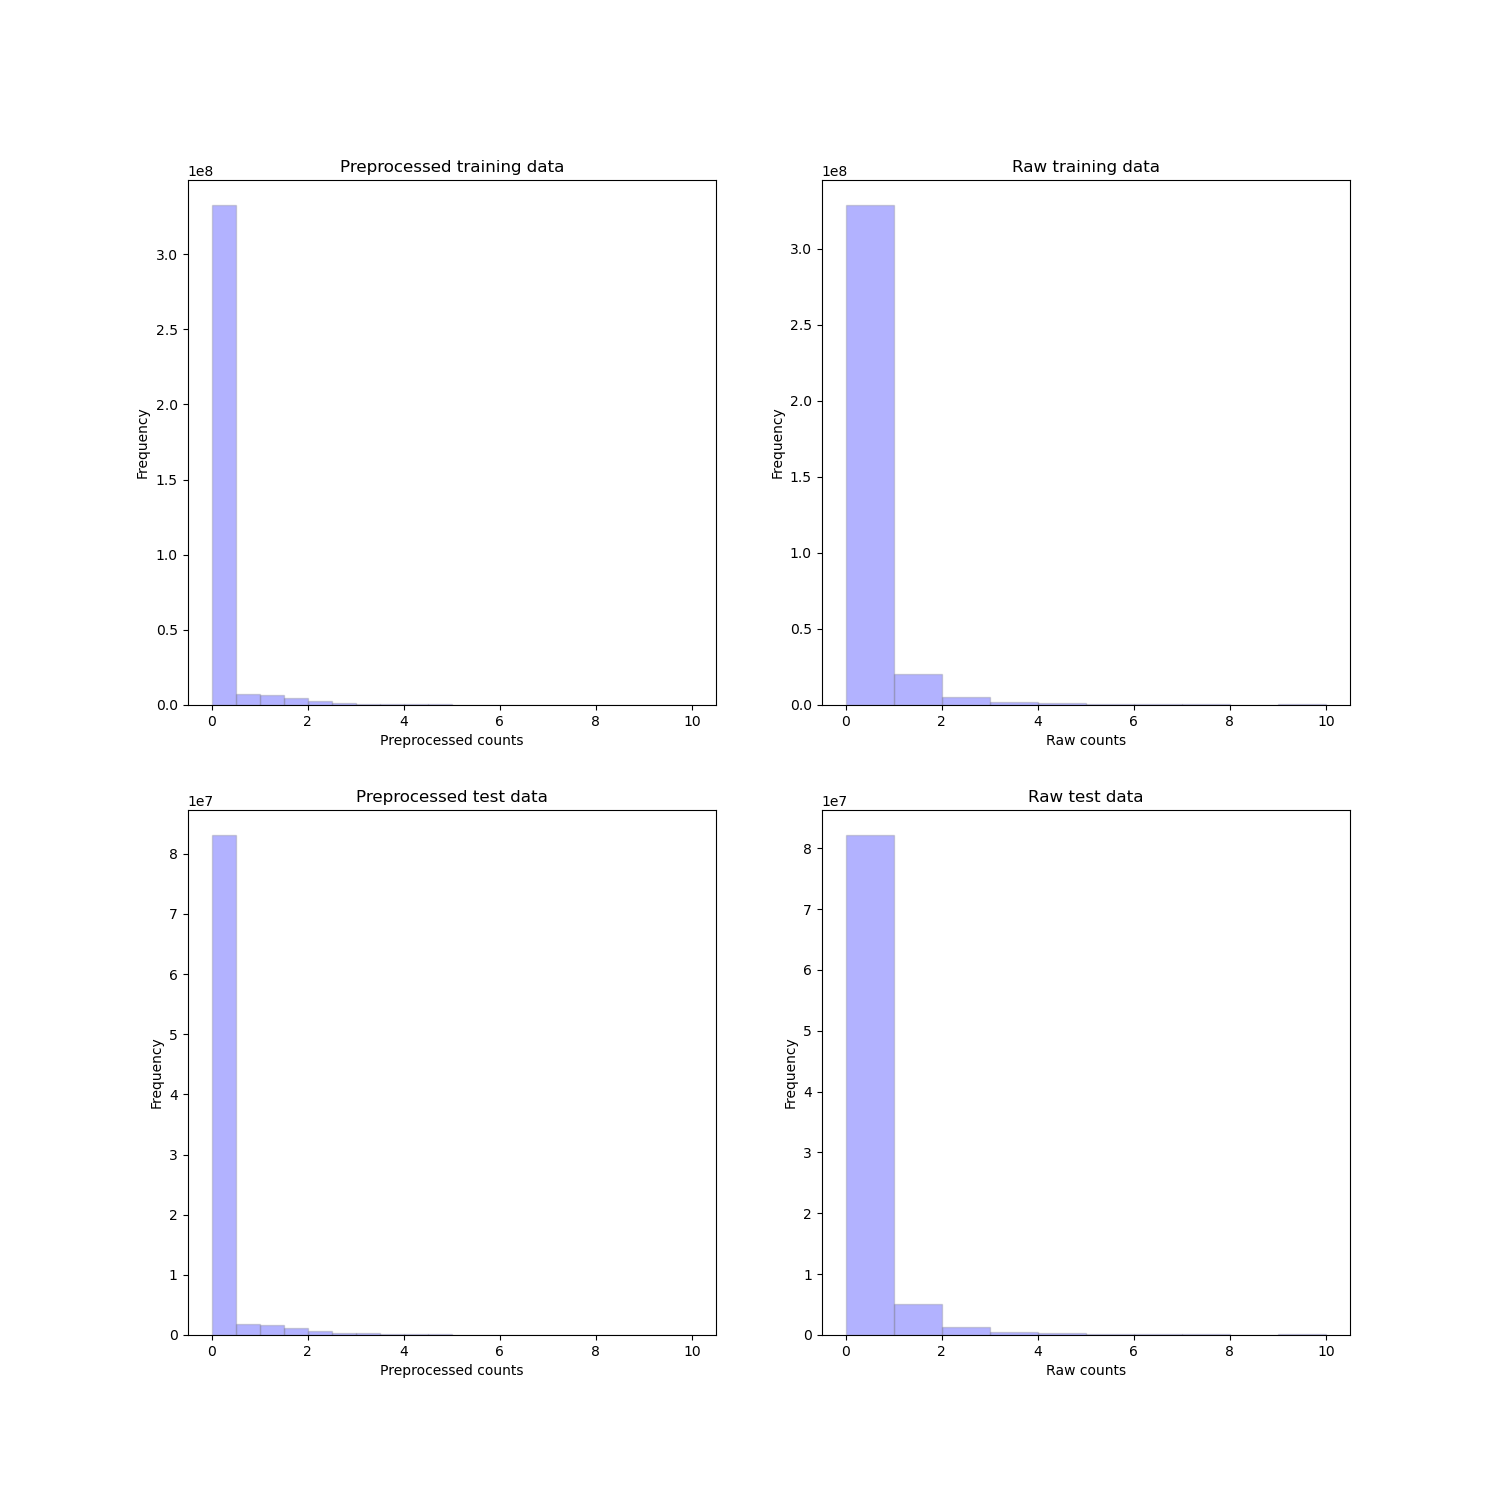 Preprocessed training data
1e8
3.0
2.5
2.0
1.5
1.0
0.5
0.0
Frequency
0 2 4 6 8 10
Preprocessed counts
Raw training data
1e8
3.0
2.5
2.0
1.5
1.0
0.5
0.0
Frequency
0 2 4 6 8 10
Raw counts
Preprocessed test data
1e7
8
7
6
5
4
3
2
1
0
Frequency
0 2 4 6 8 10
Preprocessed counts
Raw test data
1e7
8
7
6
5
4
3
2
1
0
Frequency
0 2 4 6 8 10
Raw counts